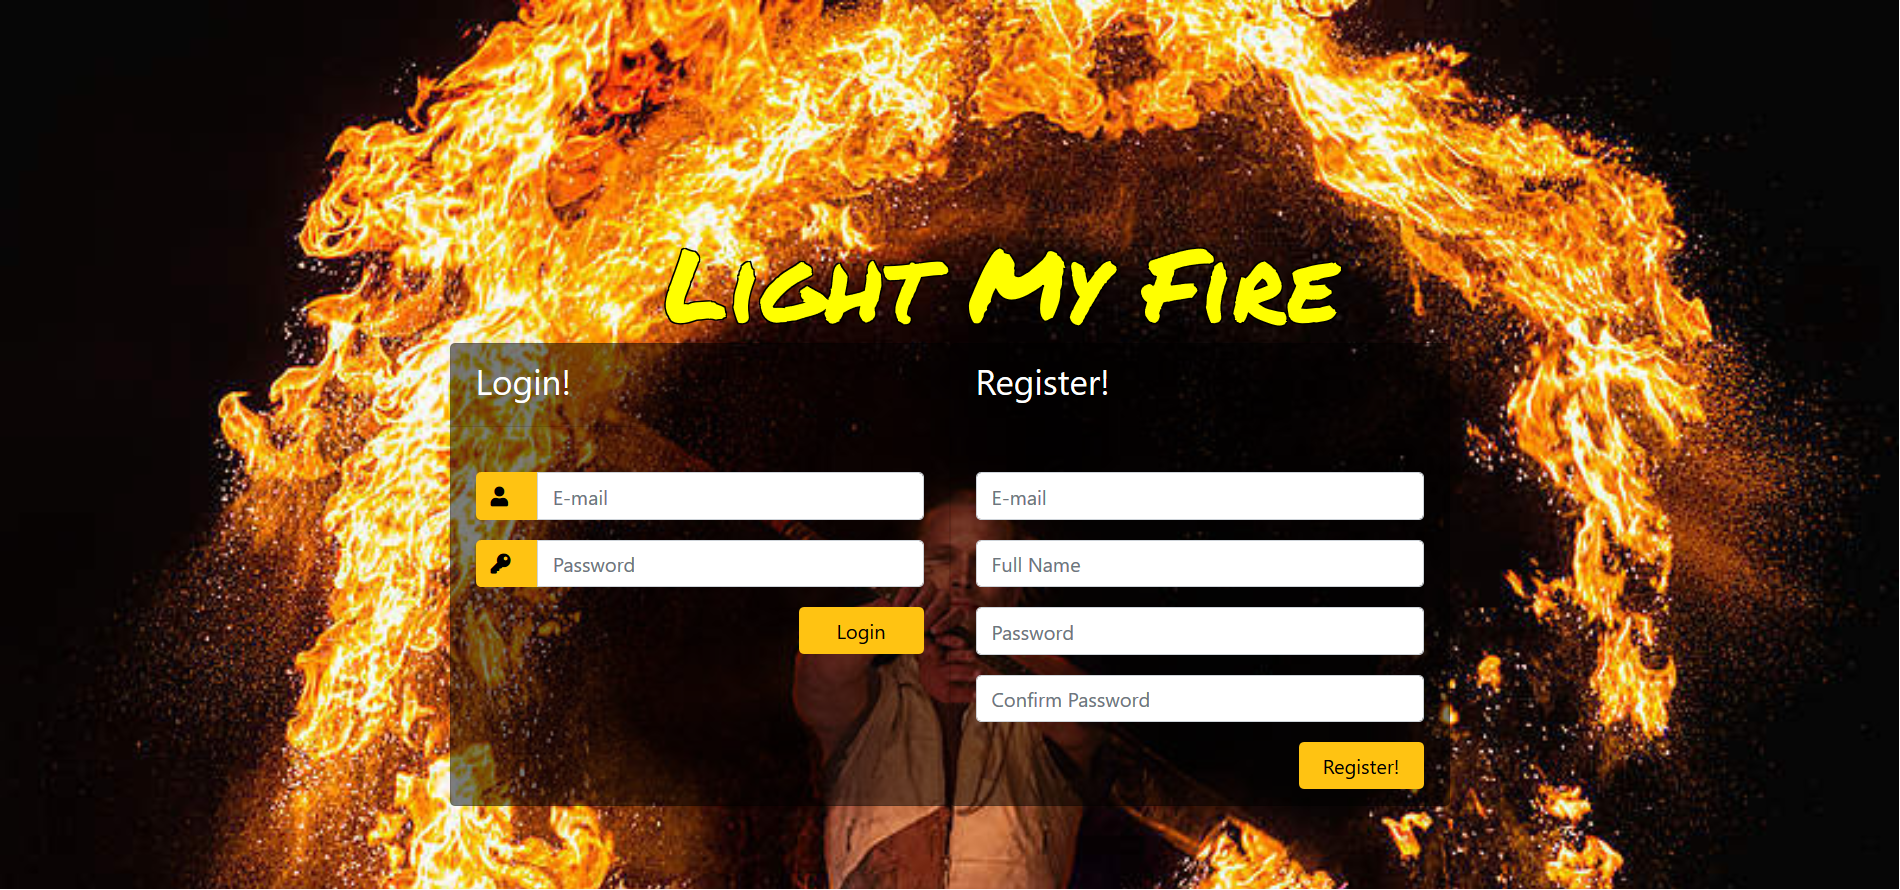 Light My Fire
Login!
E-mail
Password
Login
Register!
E-mail
Full Name
Password
Confirm Password
Register!